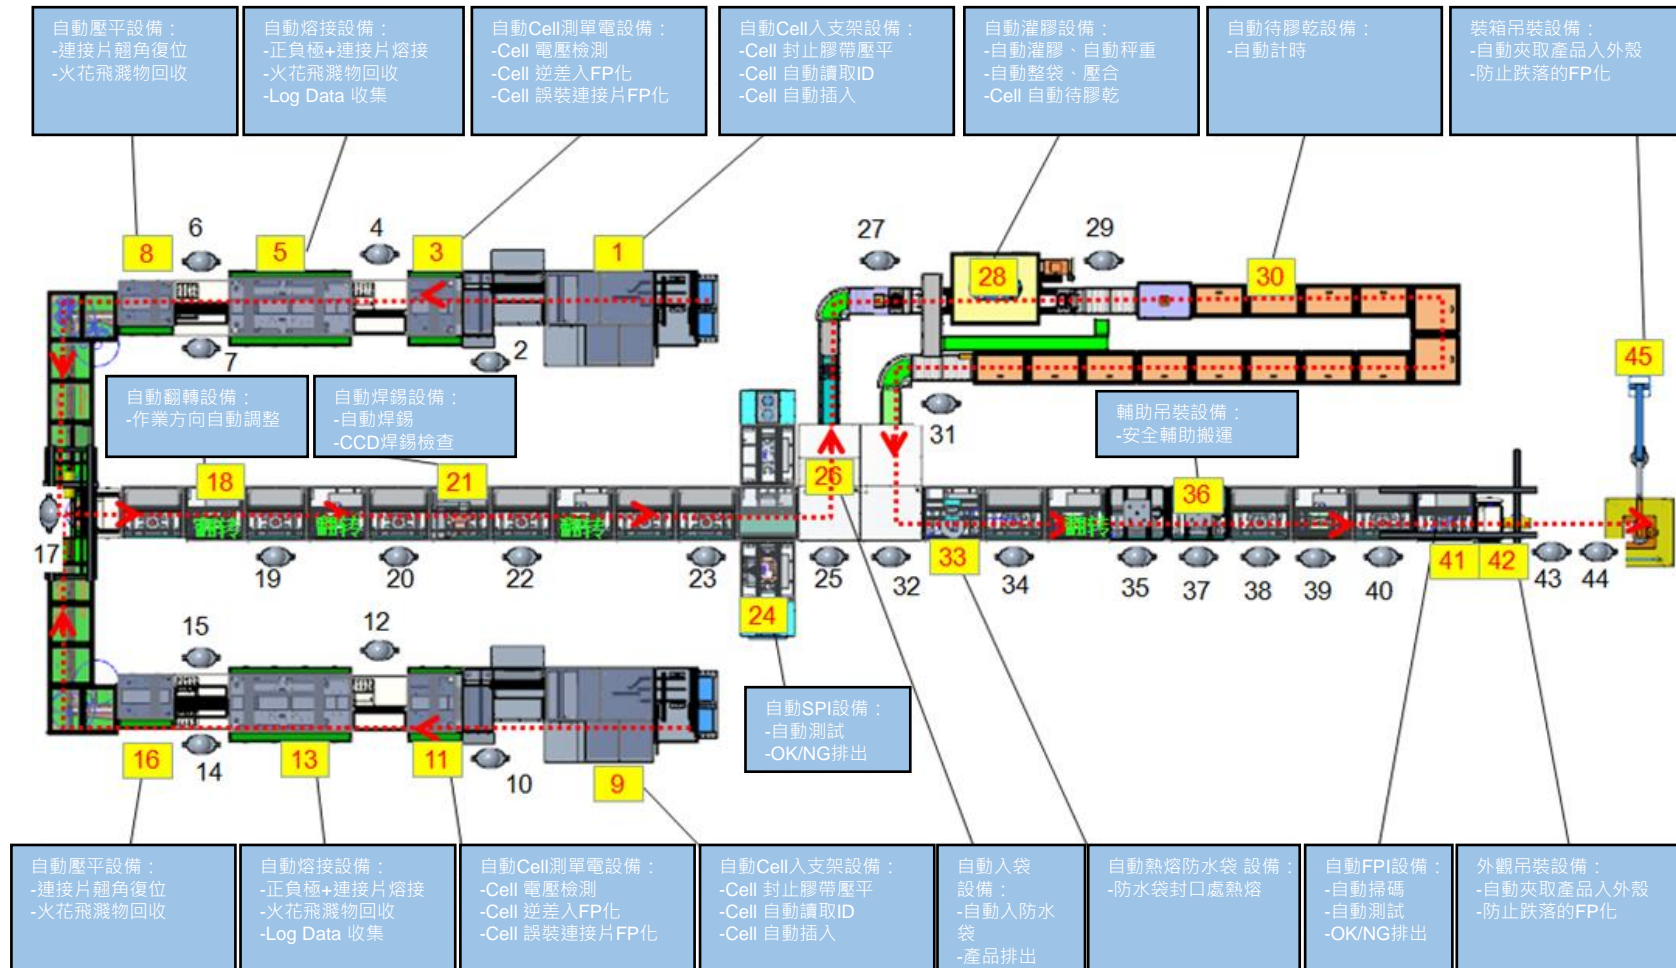 自動壓平設備：
-連接片翹角復位
-火花飛濺物回收
自動熔接設備：
-正負極+連接片熔接
-火花飛濺物回收
-Log Data 收集
自動Cell測單電設備：
-Cell 電壓檢測
-Cell 逆差入FP化
-Cell 誤裝連接片FP化
自動Cell入支架設備：
-Cell 封止膠帶壓平
-Cell 自動讀取ID
-Cell 自動插入
自動灌膠設備：
-自動灌膠、自動秤重
-自動整袋、壓合
-Cell 自動待膠乾
自動待膠乾設備：
-自動計時
裝箱吊裝設備：
-自動夾取產品入外殼
-防止跌落的FP化
6
4
27
29
8
5
3
1
28
30
7
2
45
自動翻轉設備：
-作業方向自動調整
自動焊錫設備：
-自動焊錫
-CCD焊錫檢查
輔助吊裝設備：
-安全輔助搬運
31
18
21
26
36
翻转
翻转
翻转
翻转
17
19
20
22
23
25
32
33
34
35
37
38
39
40
41
42
43
44
24
15
12
自動SPI設備：
-自動測試
-OK/NG排出
16
14
13
11
10
9
自動壓平設備：
-連接片翹角復位
-火花飛濺物回收
自動熔接設備：
-正負極+連接片熔接
-火花飛濺物回收
-Log Data 收集
自動Cell測單電設備：
-Cell 電壓檢測
-Cell 逆差入FP化
-Cell 誤裝連接片FP化
自動Cell入支架設備：
-Cell 封止膠帶壓平
-Cell 自動讀取ID
-Cell 自動插入
自動入袋
設備：
-自動入防水
袋
-產品排出
自動熱熔防水袋 設備：
-防水袋封口處熱熔
自動FPI設備：
-自動掃碼
-自動測試
-OK/NG排出
外觀吊裝設備：
-自動夾取產品入外殼
-防止跌落的FP化